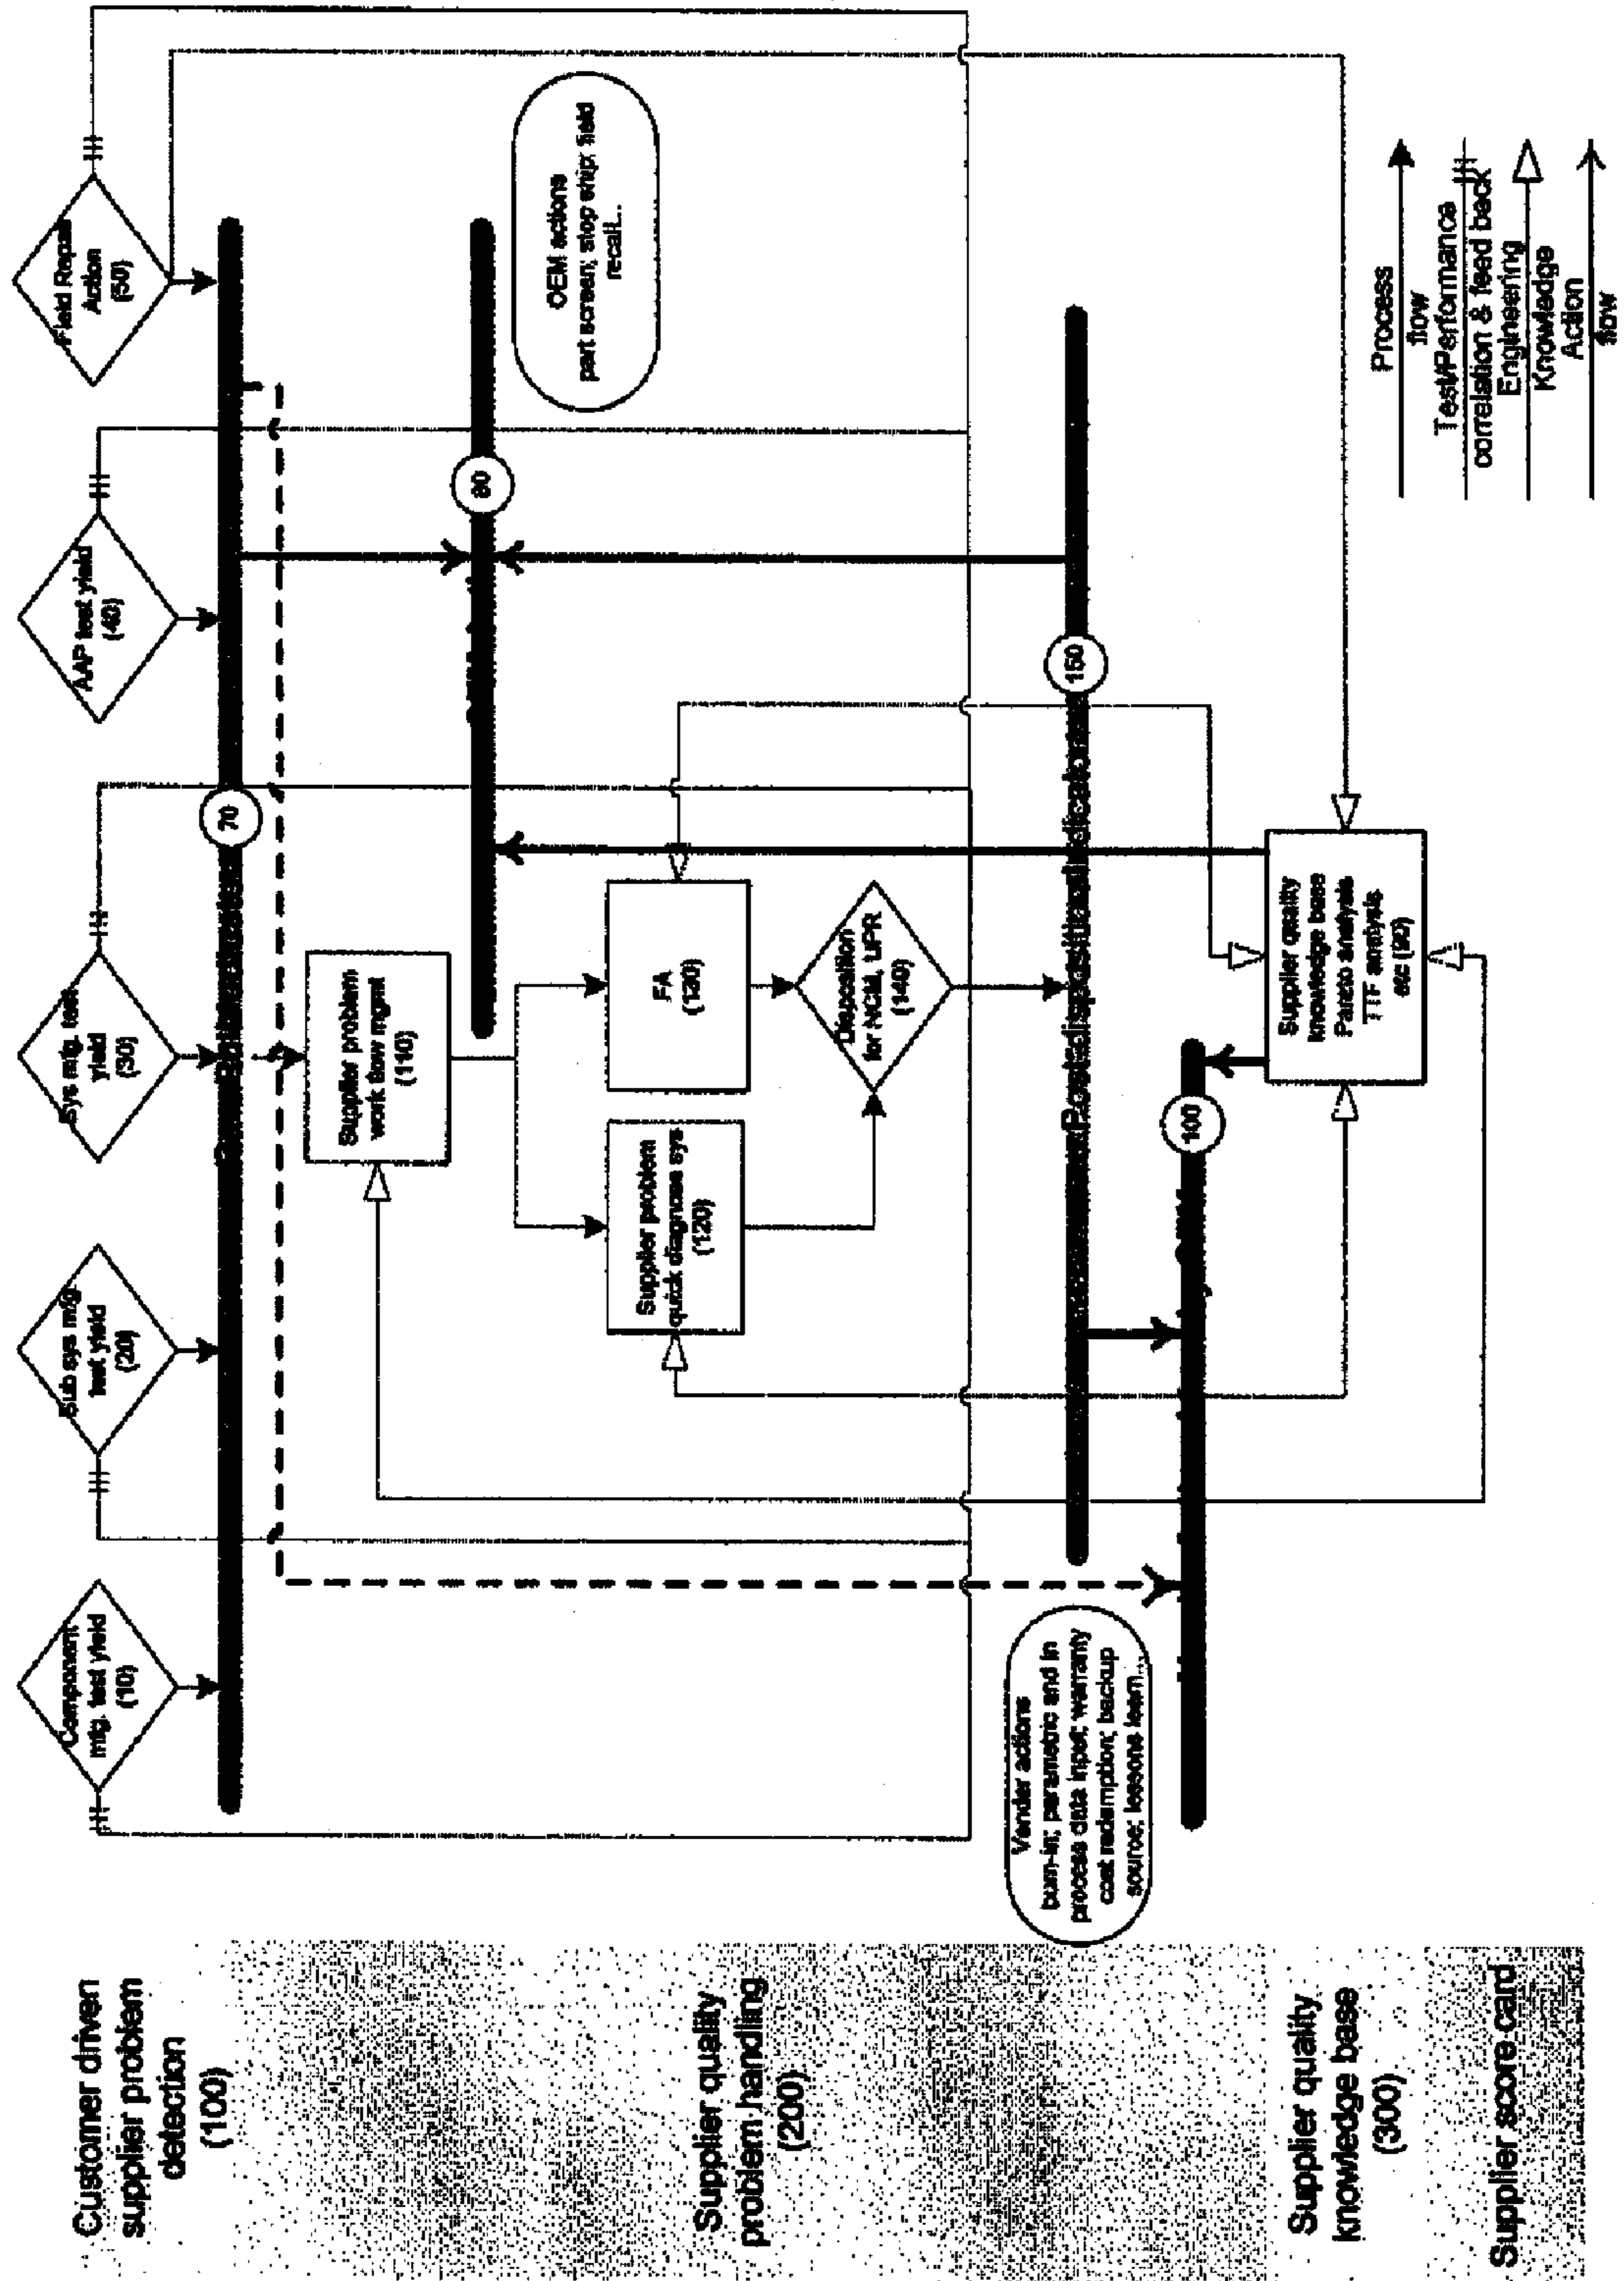 Customer driven
supplier problem
detection
(100)
Component
mfg. test yield
(10)
Sub sys mfg.
test yield
(20)
Sys mfg. test
yield
(30)
AAP test yield
(40)
Field Repair
Action
(50)
70
Supplier quality
problem handling
(200)
Supplier problem
work flow mgmt
(110)
80
OEM actions
part screen; stop ship; field
recall...
Supplier problem
quick diagnose sys
(120)
FA
(130)
Disposition
for NCM, UPR
(140)
Vender actions
burn-in; parametric and in
process data input; warranty
cost redemption; backup
source; lessons learn...
150
100
Supplier quality
knowledge base
(300)
Supplier quality
knowledge base
Pareto analysis
TTF analysis
etc (90)
Supplier score card
Process
flow
Test/Performance
correlation & feed back
Engineering
Knowledge
Action
flow